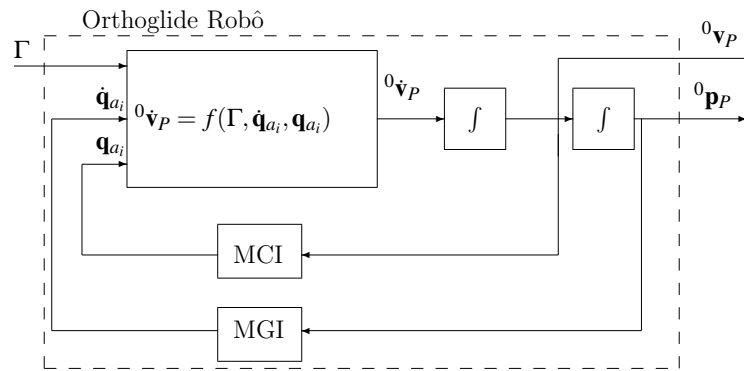 Orthoglide Robô
Γ
⁰v_P
q̇_{a_i}
⁰v̇_P = f(Γ, q̇_{a_i}, q_{a_i})
⁰v̇_P
∫
∫
⁰p_P
q_{a_i}
MCI
MGI